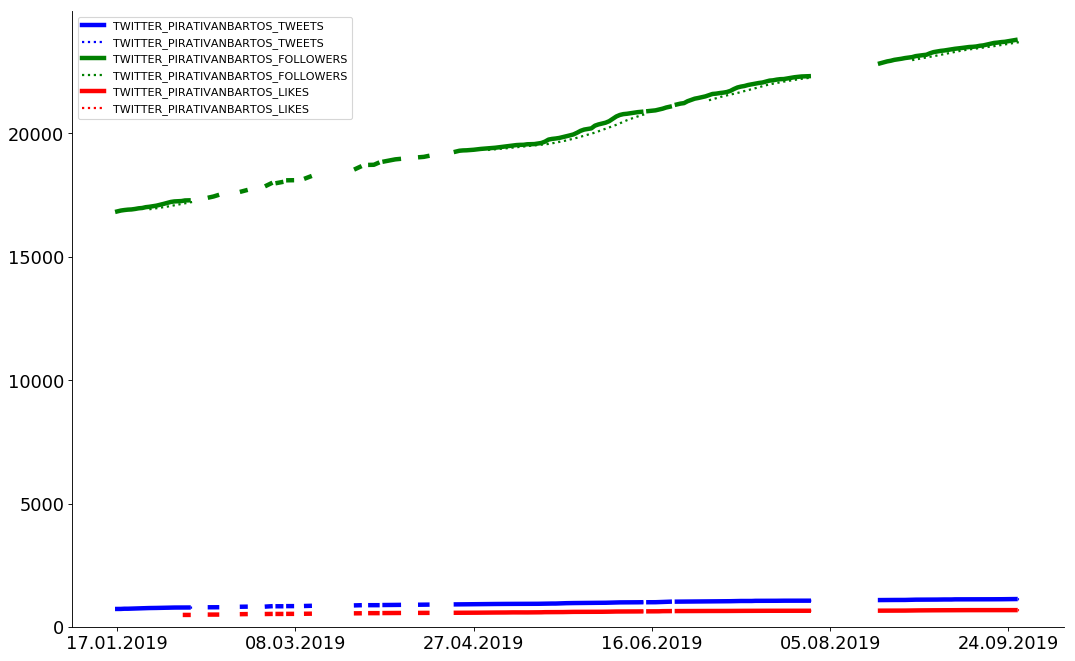 TWITTER_PIRATIVANBARTOS_TWEETS
TWITTER_PIRATIVANBARTOS_TWEETS
TWITTER_PIRATIVANBARTOS_FOLLOWERS
TWITTER_PIRATIVANBARTOS_FOLLOWERS
TWITTER_PIRATIVANBARTOS_LIKES
TWITTER_PIRATIVANBARTOS_LIKES
20000
15000
10000
5000
0
17.01.2019 08.03.2019 27.04.2019 16.06.2019 05.08.2019 24.09.2019